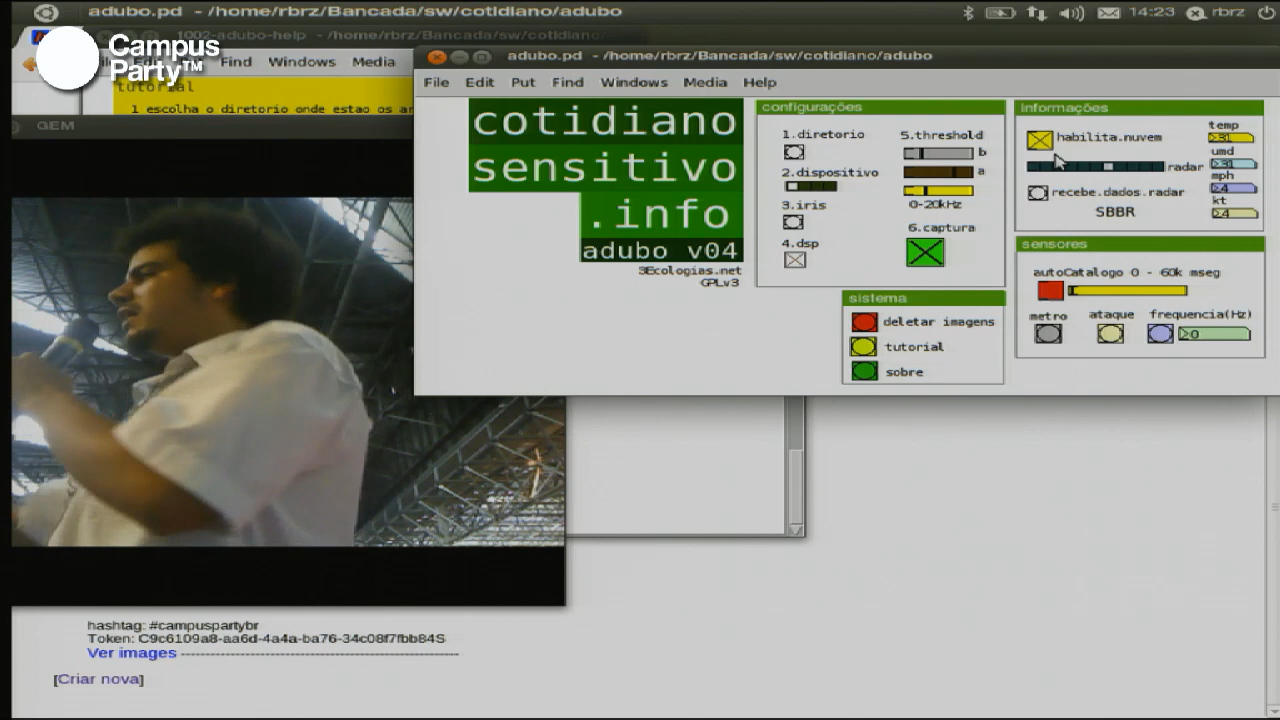 adubo.pd - /home/rbrz/Bancada/sw/cotidiano/adubo
14:23
rbrz
1002-adubo-help - /home/rbrz/Bancada/sw/cotidiano/
Campus
Party™
Find Windows Media
tutorial
1 escolha o diretorio onde estao os
GEM
adubo.pd - /home/rbrz/Bancada/sw/cotidiano/adubo
File Edit Put Find Windows Media Help
cotidiano
sensitivo
.info
adubo v04
3Ecologias.net
GPLv3
configurações
1.diretorio
2.dispositivo
3.iris
4.dsp
5.threshold
b
a
0-20kHz
6.captura
sistema
deletar imagens
tutorial
sobre
informações
habilita.nuvem
radar
recebe.dados.radar
SBBR
temp
31
umd
31
mph
4
kt
4
sensores
autoCatalogo 0 - 60k mseg
metro ataque frequencia(Hz)
0
hashtag: #campuspartybr
Token: C9c6109a8-aa6d-4a4a-ba76-34c08f7fbb84S
Ver images
[Criar nova]